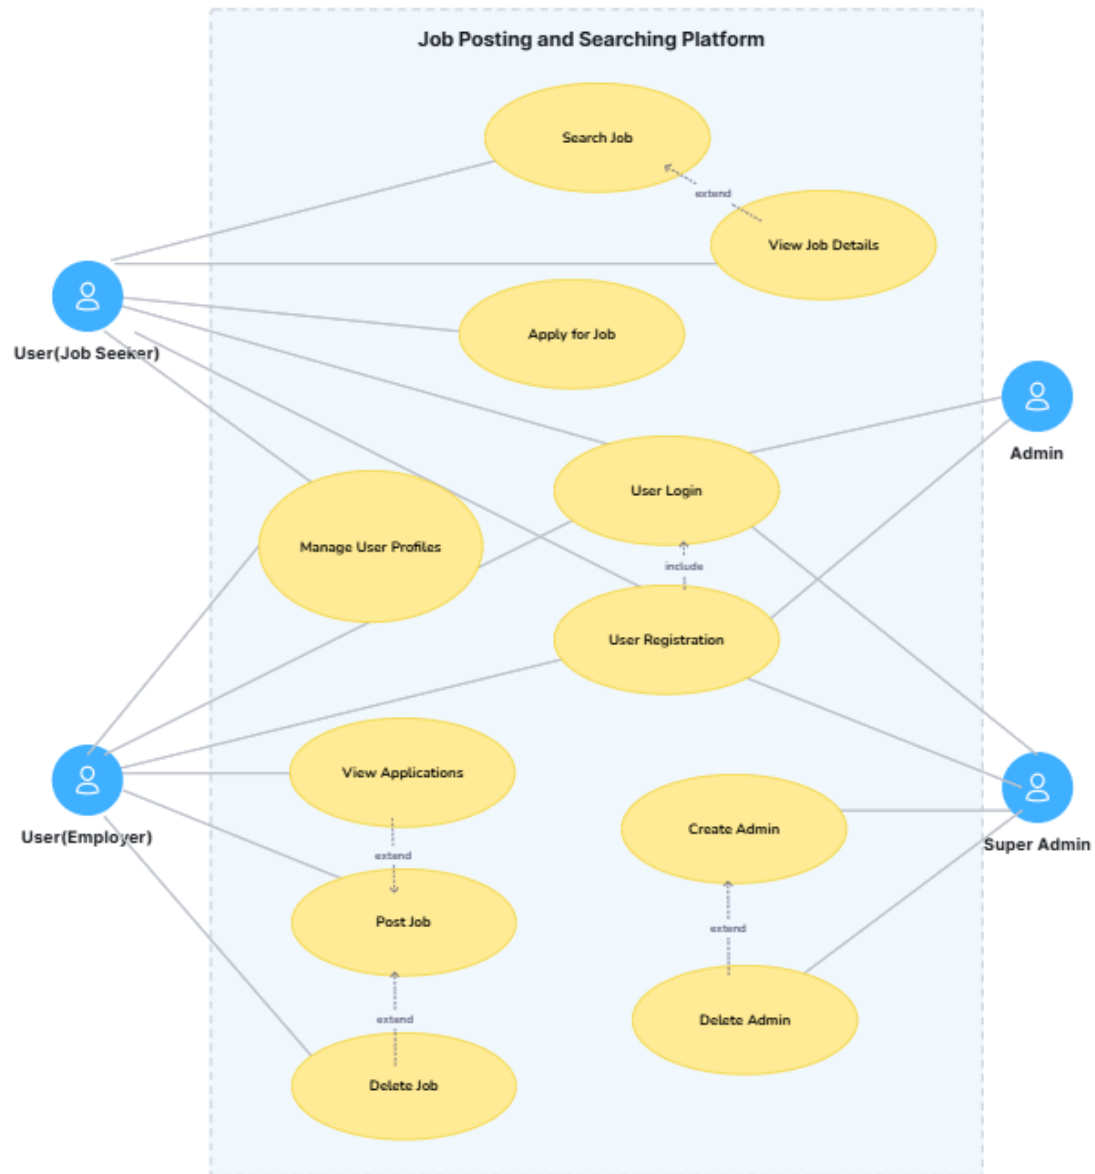 Job Posting and Searching Platform
Search Job
extend
View Job Details
Apply for Job
User(Job Seeker)
Admin
User Login
Manage User Profiles
include
User Registration
View Applications
Create Admin
User(Employer)
Super Admin
extend
Post Job
extend
Delete Admin
extend
Delete Job